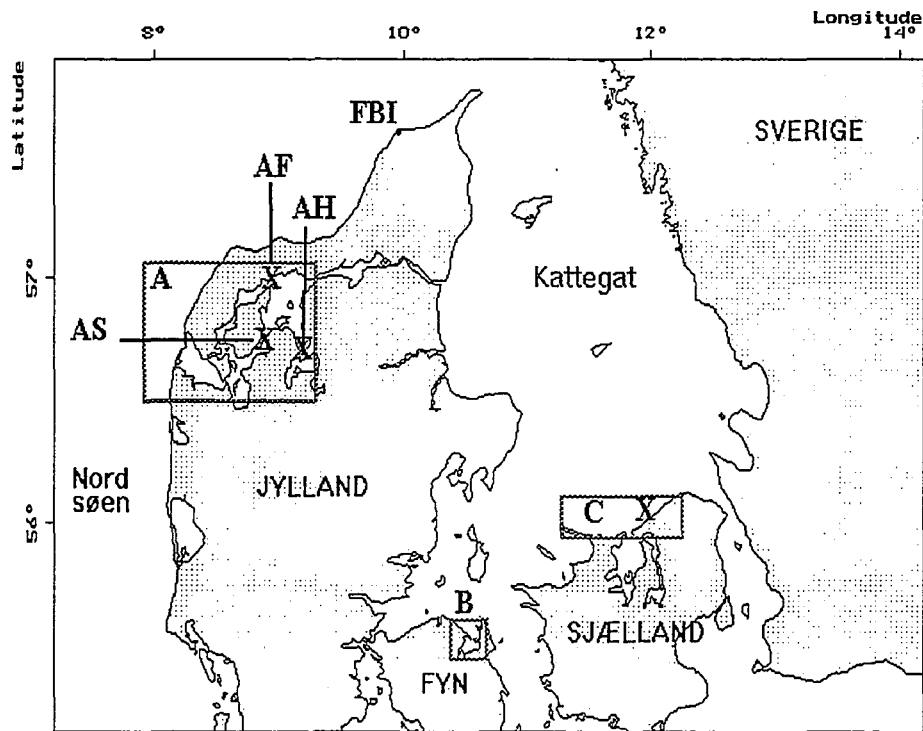 Longitude
8° 10° 12° 14°
Latitude
FBI
SVERIGE
AF
AH
A X
57°
Kattegat
AS X X
Nord
søen
JYLLAND
C X
56°
B
SJÆLLAND
FYN